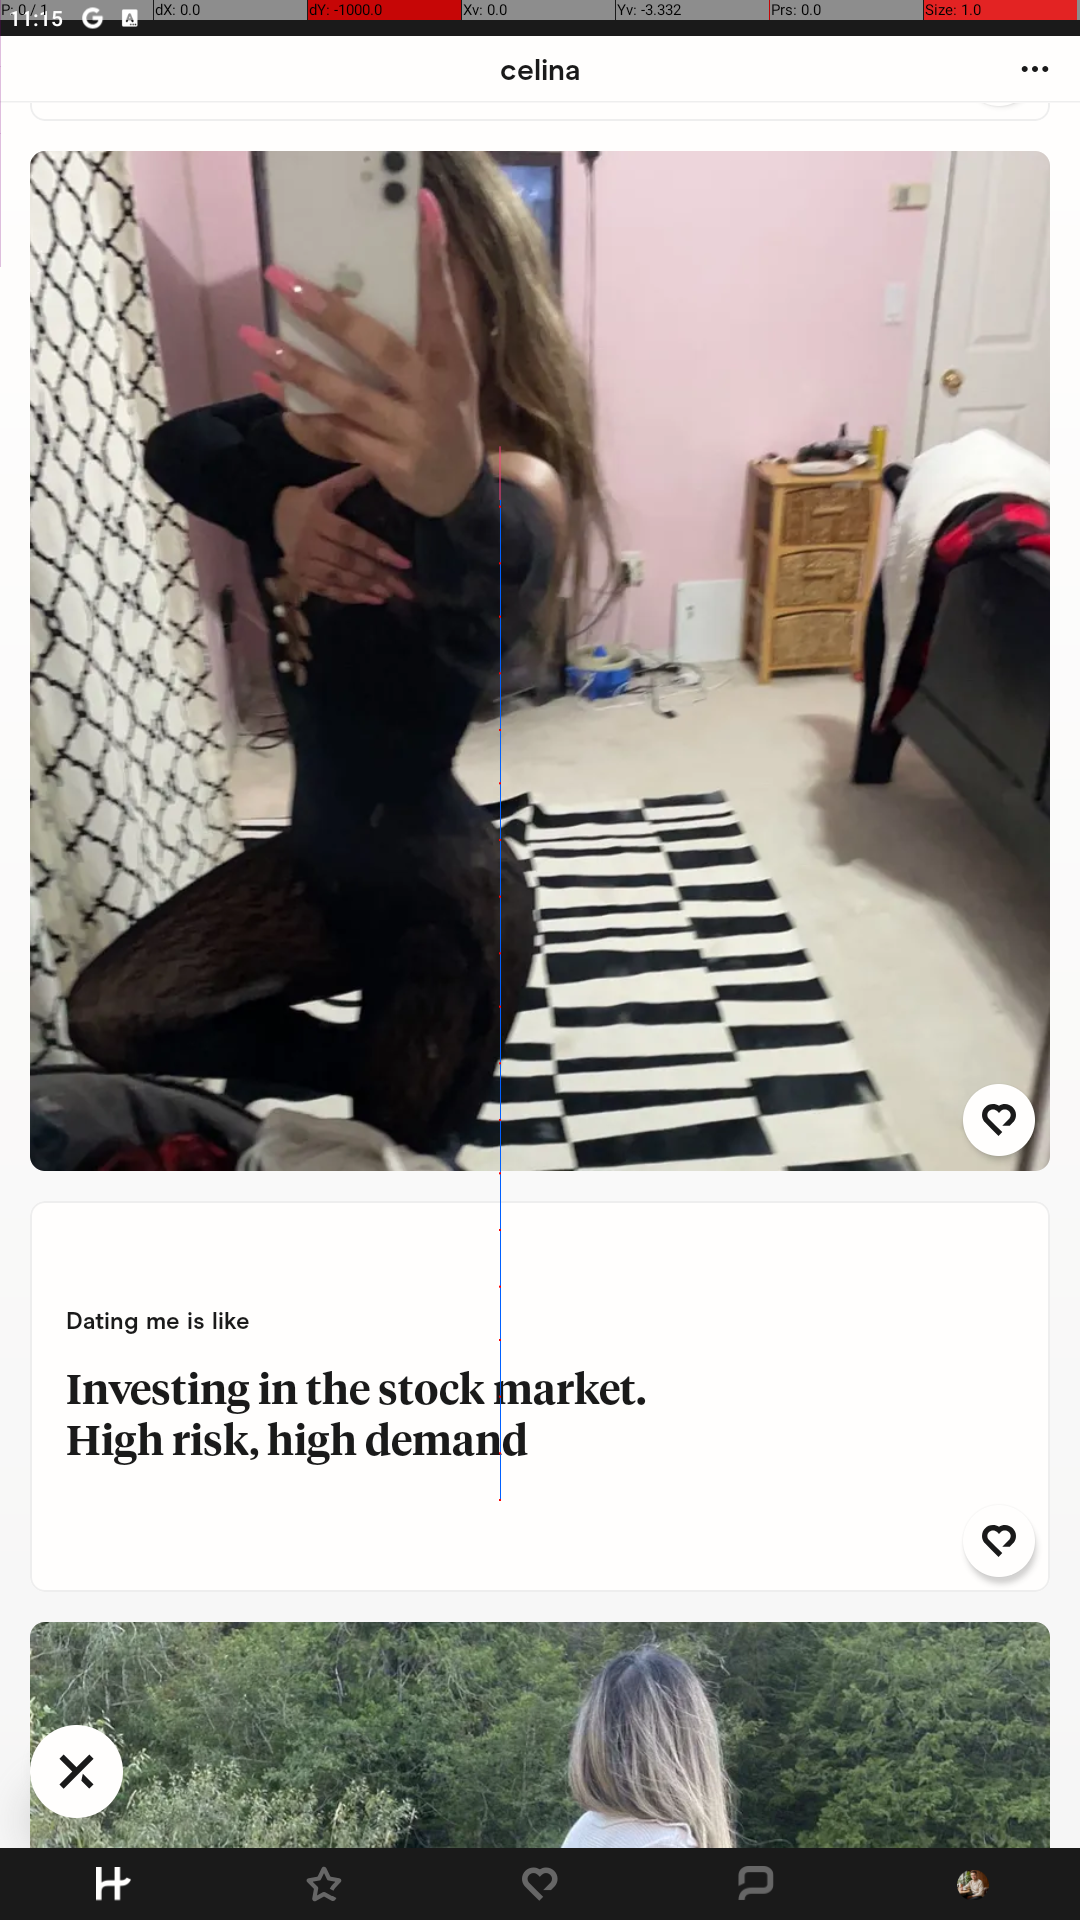 P: 0 / 1
dX: 0.0
dY: -1000.0
Xv: 0.0
Yv: -3.332
Prs: 0.0
Size: 1.0
11:15
celina
Dating me is like
Investing in the stock market.
High risk, high demand